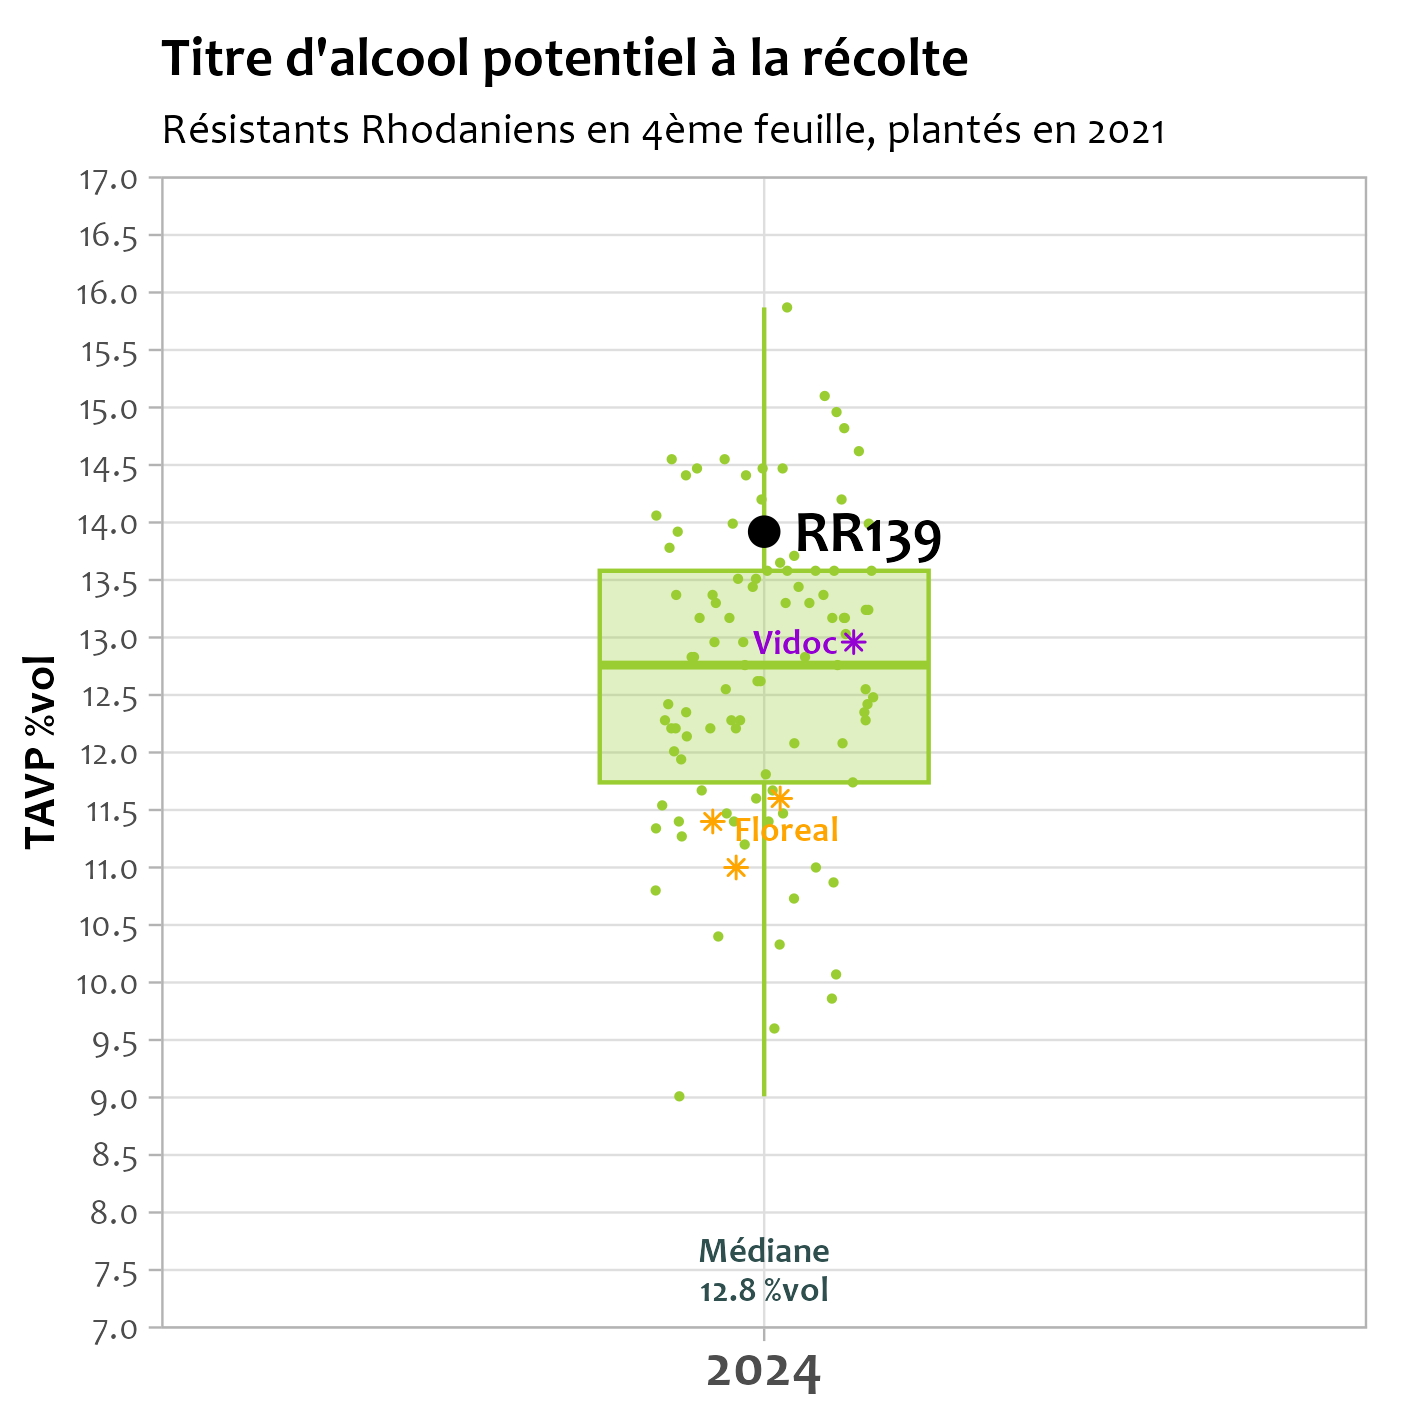 Titre d'alcool potentiel à la récolte
Résistants Rhodaniens en 4ème feuille, plantés en 2021
TAVP %vol
17.0
16.5
16.0
15.5
15.0
14.5
14.0
13.5
13.0
12.5
12.0
11.5
11.0
10.5
10.0
9.5
9.0
8.5
8.0
7.5
7.0
RR139
Vidoc
Floreal
Médiane
12.8 %vol
2024